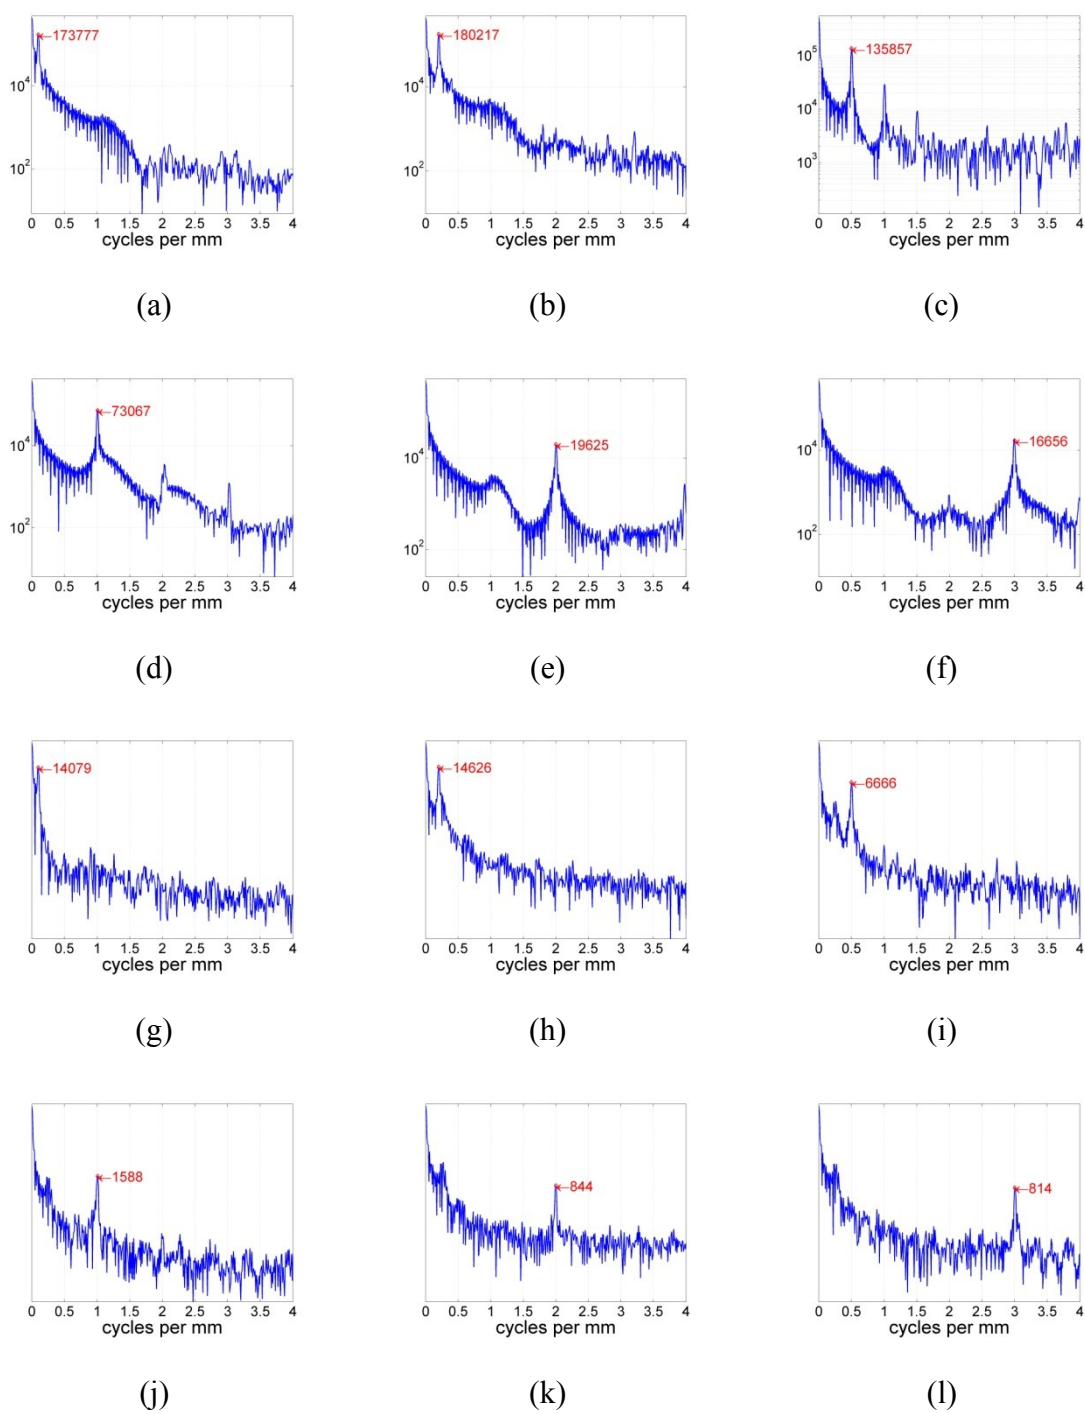 173777
180217
135857
10^4
10^2
10^4
10^2
10^5
10^4
10^3
0 0.5 1 1.5 2 2.5 3 3.5 4
0 0.5 1 1.5 2 2.5 3 3.5 4
0 0.5 1 1.5 2 2.5 3 3.5 4
cycles per mm
cycles per mm
cycles per mm
(a)
(b)
(c)
73067
19625
16656
10^4
10^2
10^4
10^2
10^4
10^2
0 0.5 1 1.5 2 2.5 3 3.5 4
0 0.5 1 1.5 2 2.5 3 3.5 4
0 0.5 1 1.5 2 2.5 3 3.5 4
cycles per mm
cycles per mm
cycles per mm
(d)
(e)
(f)
14079
14626
6666
0 0.5 1 1.5 2 2.5 3 3.5 4
0 0.5 1 1.5 2 2.5 3 3.5 4
0 0.5 1 1.5 2 2.5 3 3.5 4
cycles per mm
cycles per mm
cycles per mm
(g)
(h)
(i)
1588
844
814
0 0.5 1 1.5 2 2.5 3 3.5 4
0 0.5 1 1.5 2 2.5 3 3.5 4
0 0.5 1 1.5 2 2.5 3 3.5 4
cycles per mm
cycles per mm
cycles per mm
(j)
(k)
(l)